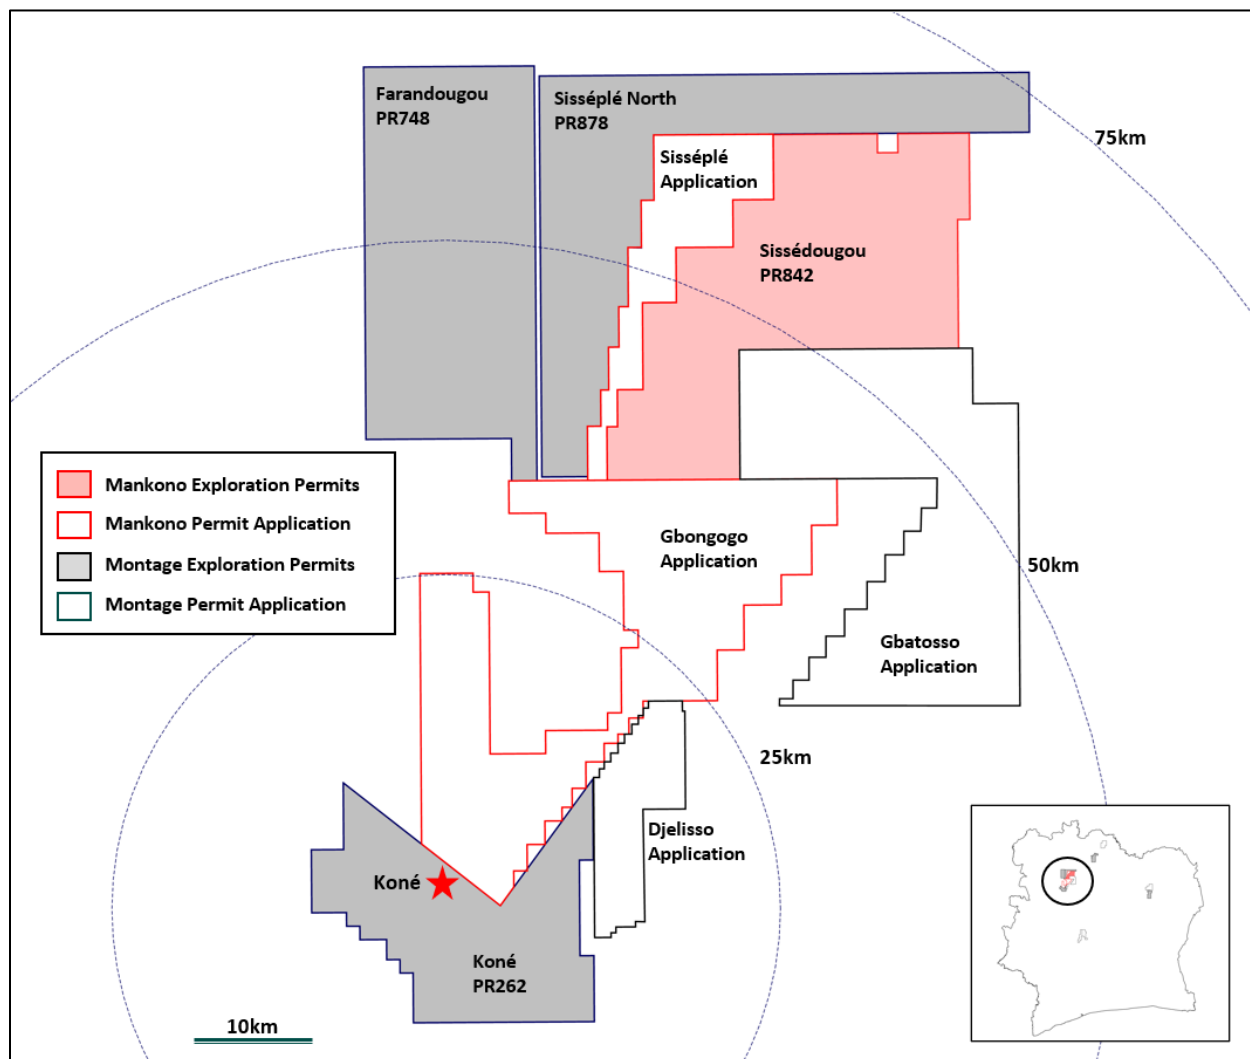 Farandougou
PR748
Sisséplé North
PR878
75km
Sisséplé
Application
Sissédougou
PR842
Mankono Exploration Permits
Mankono Permit Application
Montage Exploration Permits
Montage Permit Application
Gbongogo
Application
50km
Gbatosso
Application
25km
Djelisso
Application
Koné
Koné
PR262
10km